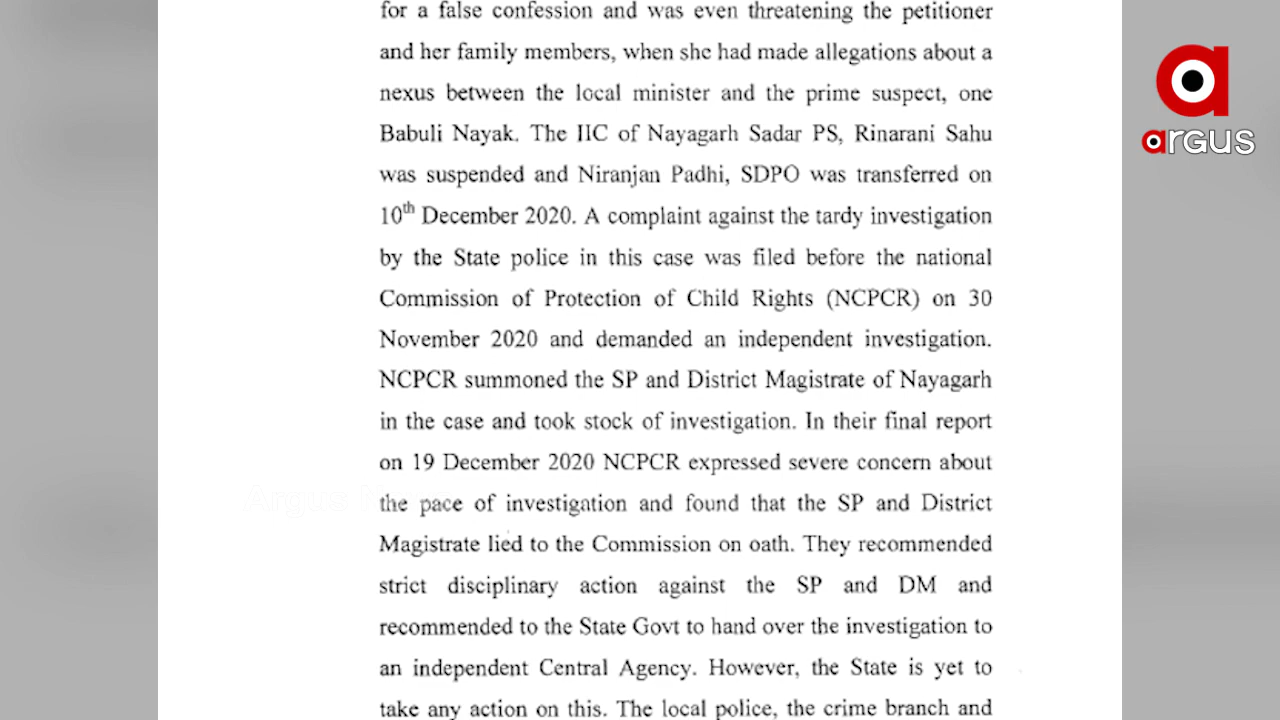 for a false confession and was even threatening the petitioner
and her family members, when she had made allegations about a
nexus between the local minister and the prime suspect, one
Babuli Nayak. The IIC of Nayagarh Sadar PS, Rinarani Sahu
was suspended and Niranjan Padhi, SDPO was transferred on
10th December 2020. A complaint against the tardy investigation
by the State police in this case was filed before the national
Commission of Protection of Child Rights (NCPCR) on 30
November 2020 and demanded an independent investigation.
NCPCR summoned the SP and District Magistrate of Nayagarh
in the case and took stock of investigation. In their final report
on 19 December 2020 NCPCR expressed severe concern about
the pace of investigation and found that the SP and District
Magistrate lied to the Commission on oath. They recommended
strict disciplinary action against the SP and DM and
recommended to the State Govt to hand over the investigation to
an independent Central Agency. However, the State is yet to
take any action on this. The local police, the crime branch and
argus
Argus